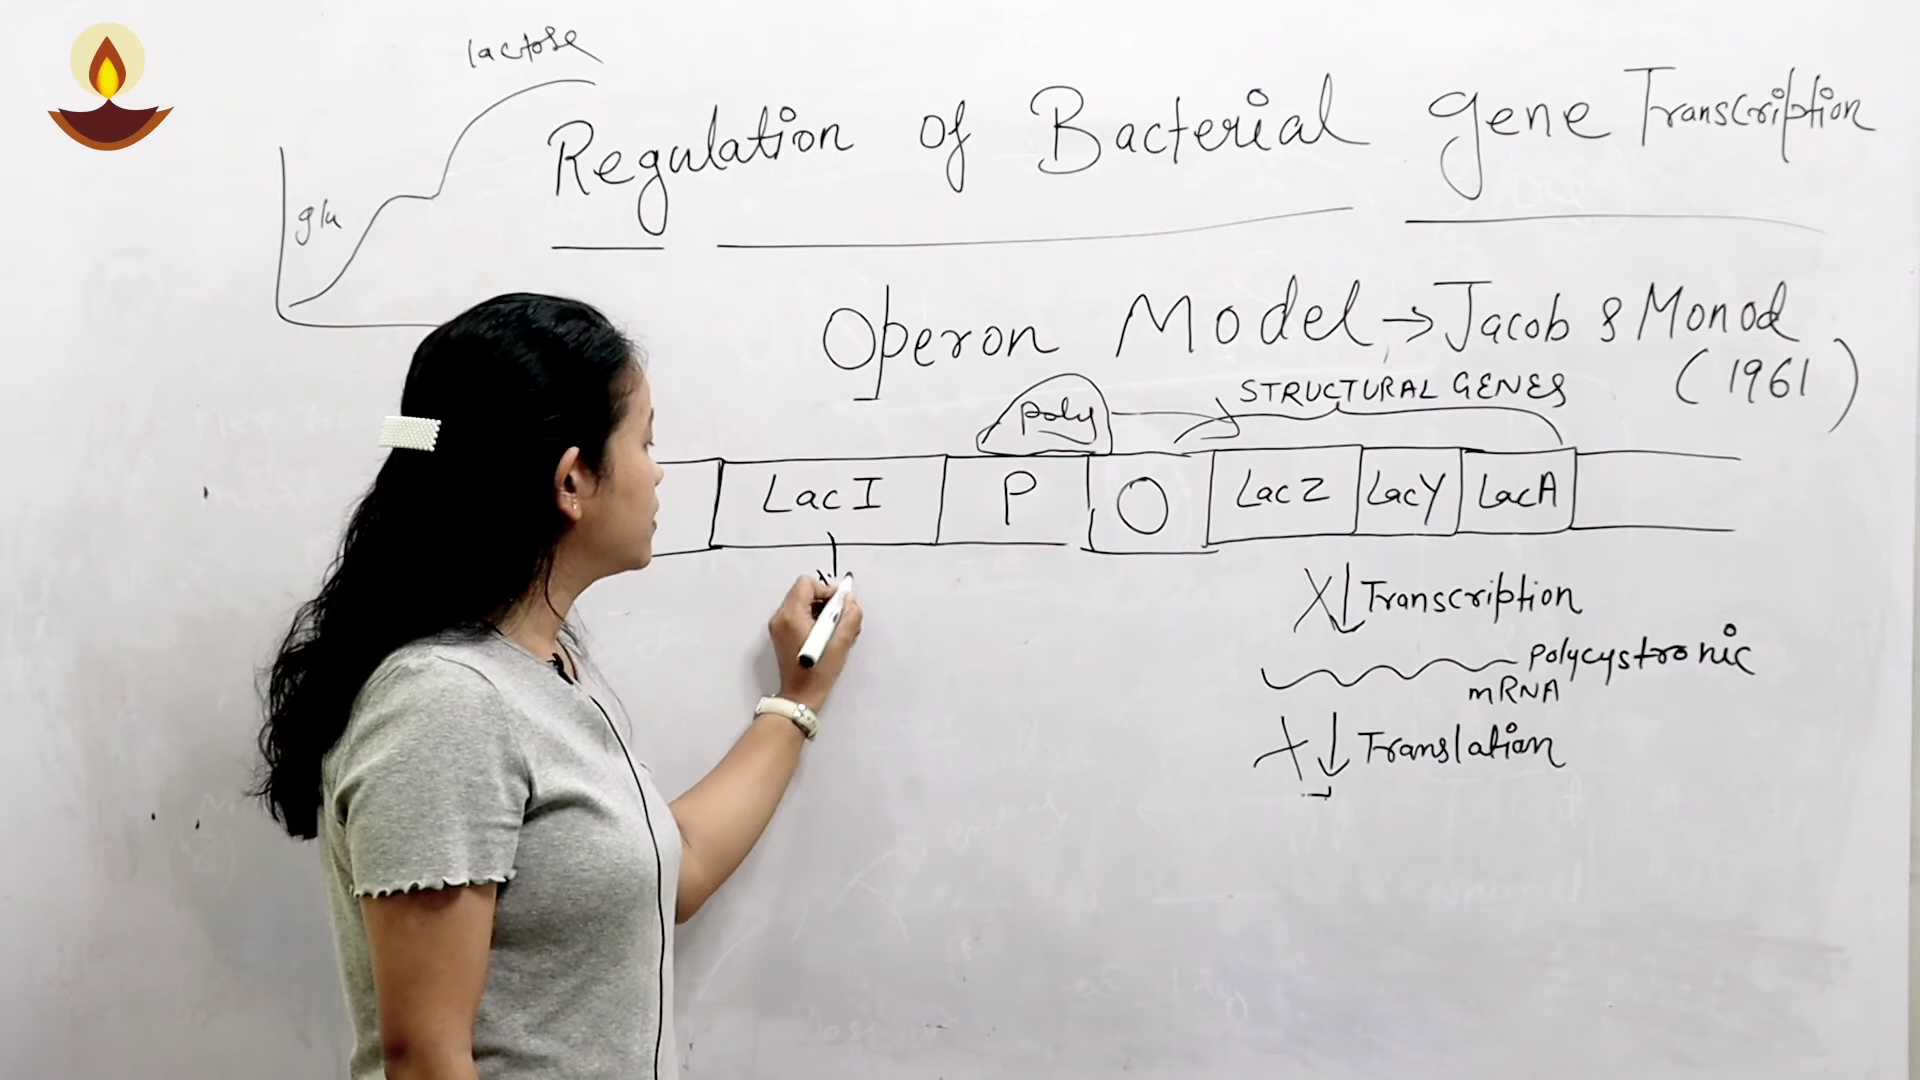 lactose
glu
Regulation of Bacterial gene Transcription
Operon Model → Jacob & Monod
(1961)
poly
STRUCTURAL GENES
LacI P O LacZ LacY LacA
X↓ Transcription
polycystronic
mRNA
X↓ Translation